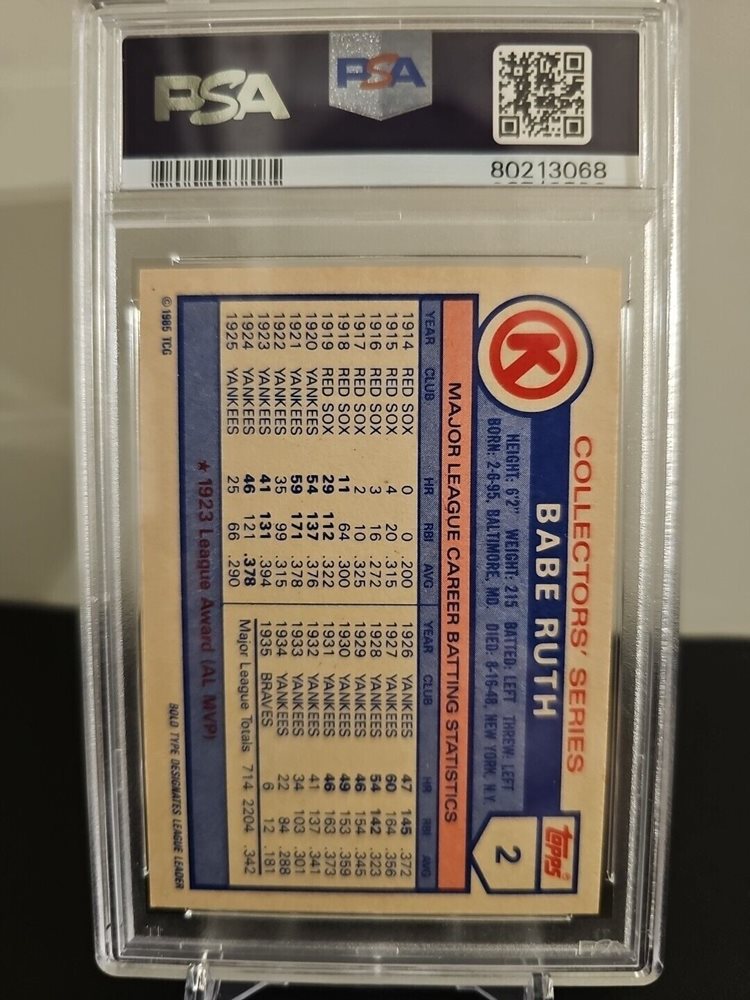 PSA
PSA
80213068
K
COLLECTORS' SERIES
BABE RUTH
topps®
2
HEIGHT: 6'2" WEIGHT: 215 BATTED: LEFT THREW: LEFT
BORN: 2-6-95, BALTIMORE, MD. DIED: 8-16-48, NEW YORK, N.Y.
MAJOR LEAGUE CAREER BATTING STATISTICS
YEAR CLUB HR RBI AVG YEAR CLUB HR RBI AVG
1914 RED SOX 0 0 .200 1926 YANKEES 47 145 .372
1915 RED SOX 4 20 .315 1927 YANKEES 60 164 .356
1916 RED SOX 3 16 .272 1928 YANKEES 54 142 .323
1917 RED SOX 2 10 .325 1929 YANKEES 46 154 .345
1918 RED SOX 11 64 .300 1930 YANKEES 49 153 .359
1919 RED SOX 29 112 .322 1931 YANKEES 46 163 .373
1920 YANKEES 54 137 .376 1932 YANKEES 41 137 .341
1921 YANKEES 59 171 .378 1933 YANKEES 34 103 .301
1922 YANKEES 35 99 .315 1934 YANKEES 22 84 .288
1923 YANKEES 41 131 .394 1935 BRAVES 6 12 .181
1924 YANKEES 46 121 .378 Major League Totals 714 2204 .342
1925 YANKEES 25 66 .290
★ 1923 League Award (AL MVP)
© 1985 TCG
BOLD TYPE DESIGNATES LEAGUE LEADER